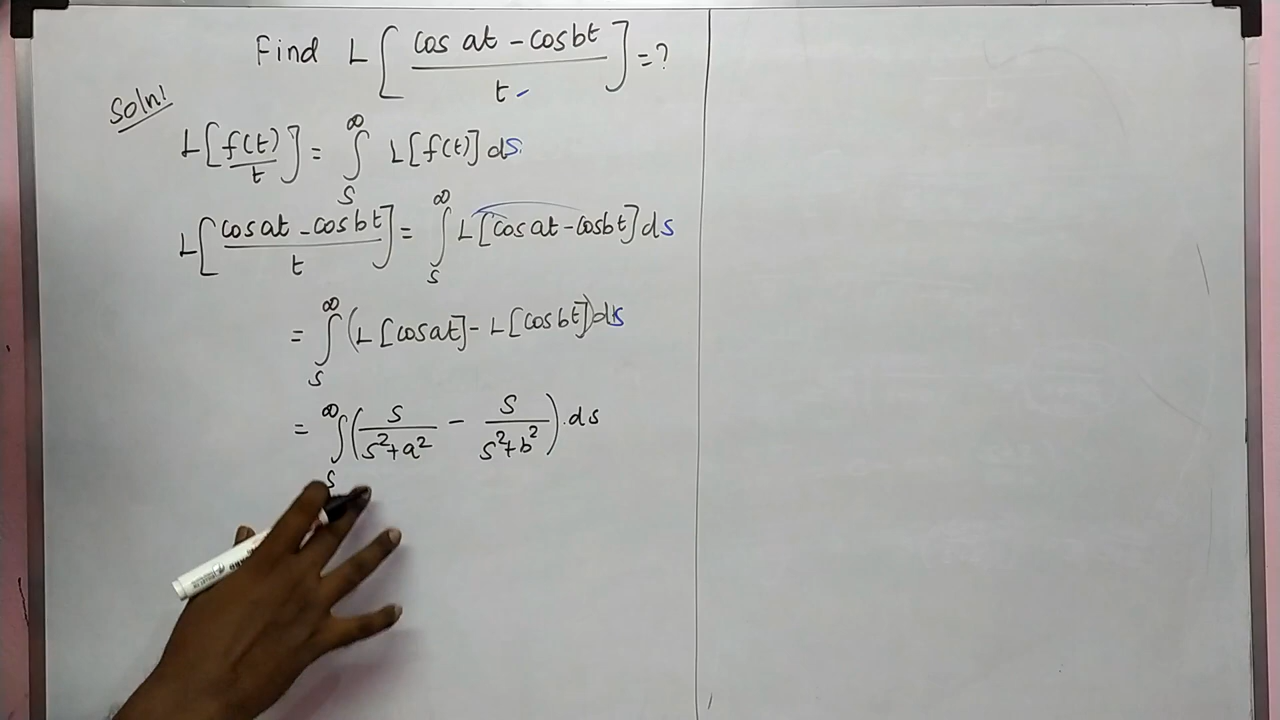 Find L[(cos at - cos bt)/t] = ?
Soln!
L[f(t)/t] = ∫_s^∞ L[f(t)] ds
L[(cos at - cos bt)/t] = ∫_s^∞ L[cos at - cos bt] ds
= ∫_s^∞ (L[cos at] - L[cos bt]) ds
= ∫_s^∞ (s/(s²+a²) - s/(s²+b²)) . ds